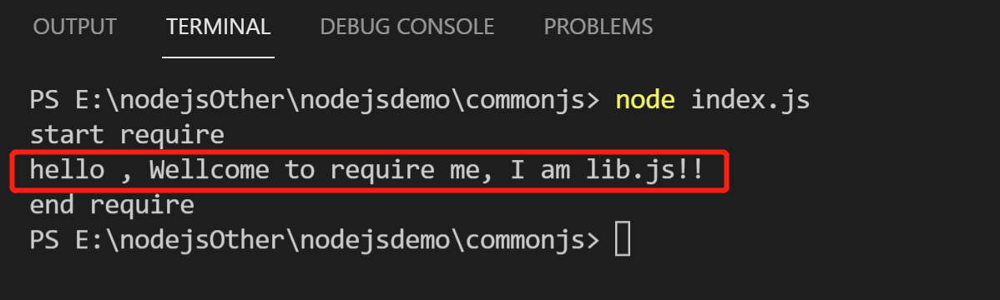 OUTPUT TERMINAL DEBUG CONSOLE PROBLEMS
PS E:\nodejsOther\nodejsdemo\commonjs> node index.js
start require
hello , Wellcome to require me, I am lib.js!!
end require
PS E:\nodejsOther\nodejsdemo\commonjs>